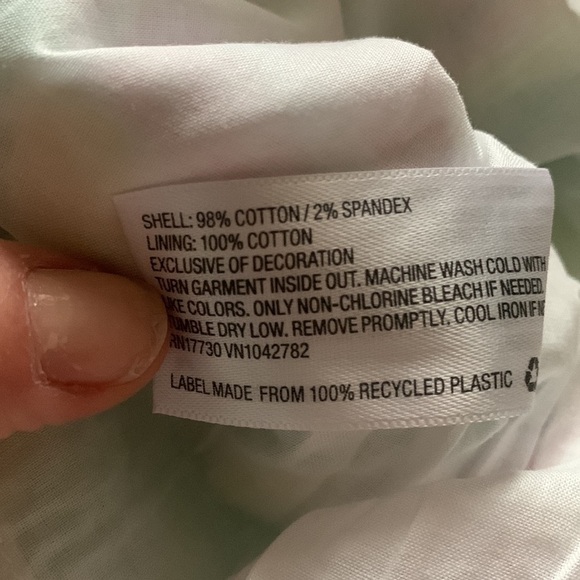 SHELL: 98% COTTON / 2% SPANDEX
LINING: 100% COTTON
EXCLUSIVE OF DECORATION
TURN GARMENT INSIDE OUT. MACHINE WASH COLD WITH
COLORS. ONLY NON-CHLORINE BLEACH IF NEEDED.
TUMBLE DRY LOW. REMOVE PROMPTLY. COOL IRON IF
RN17730 VN1042782
LABEL MADE FROM 100% RECYCLED PLASTIC